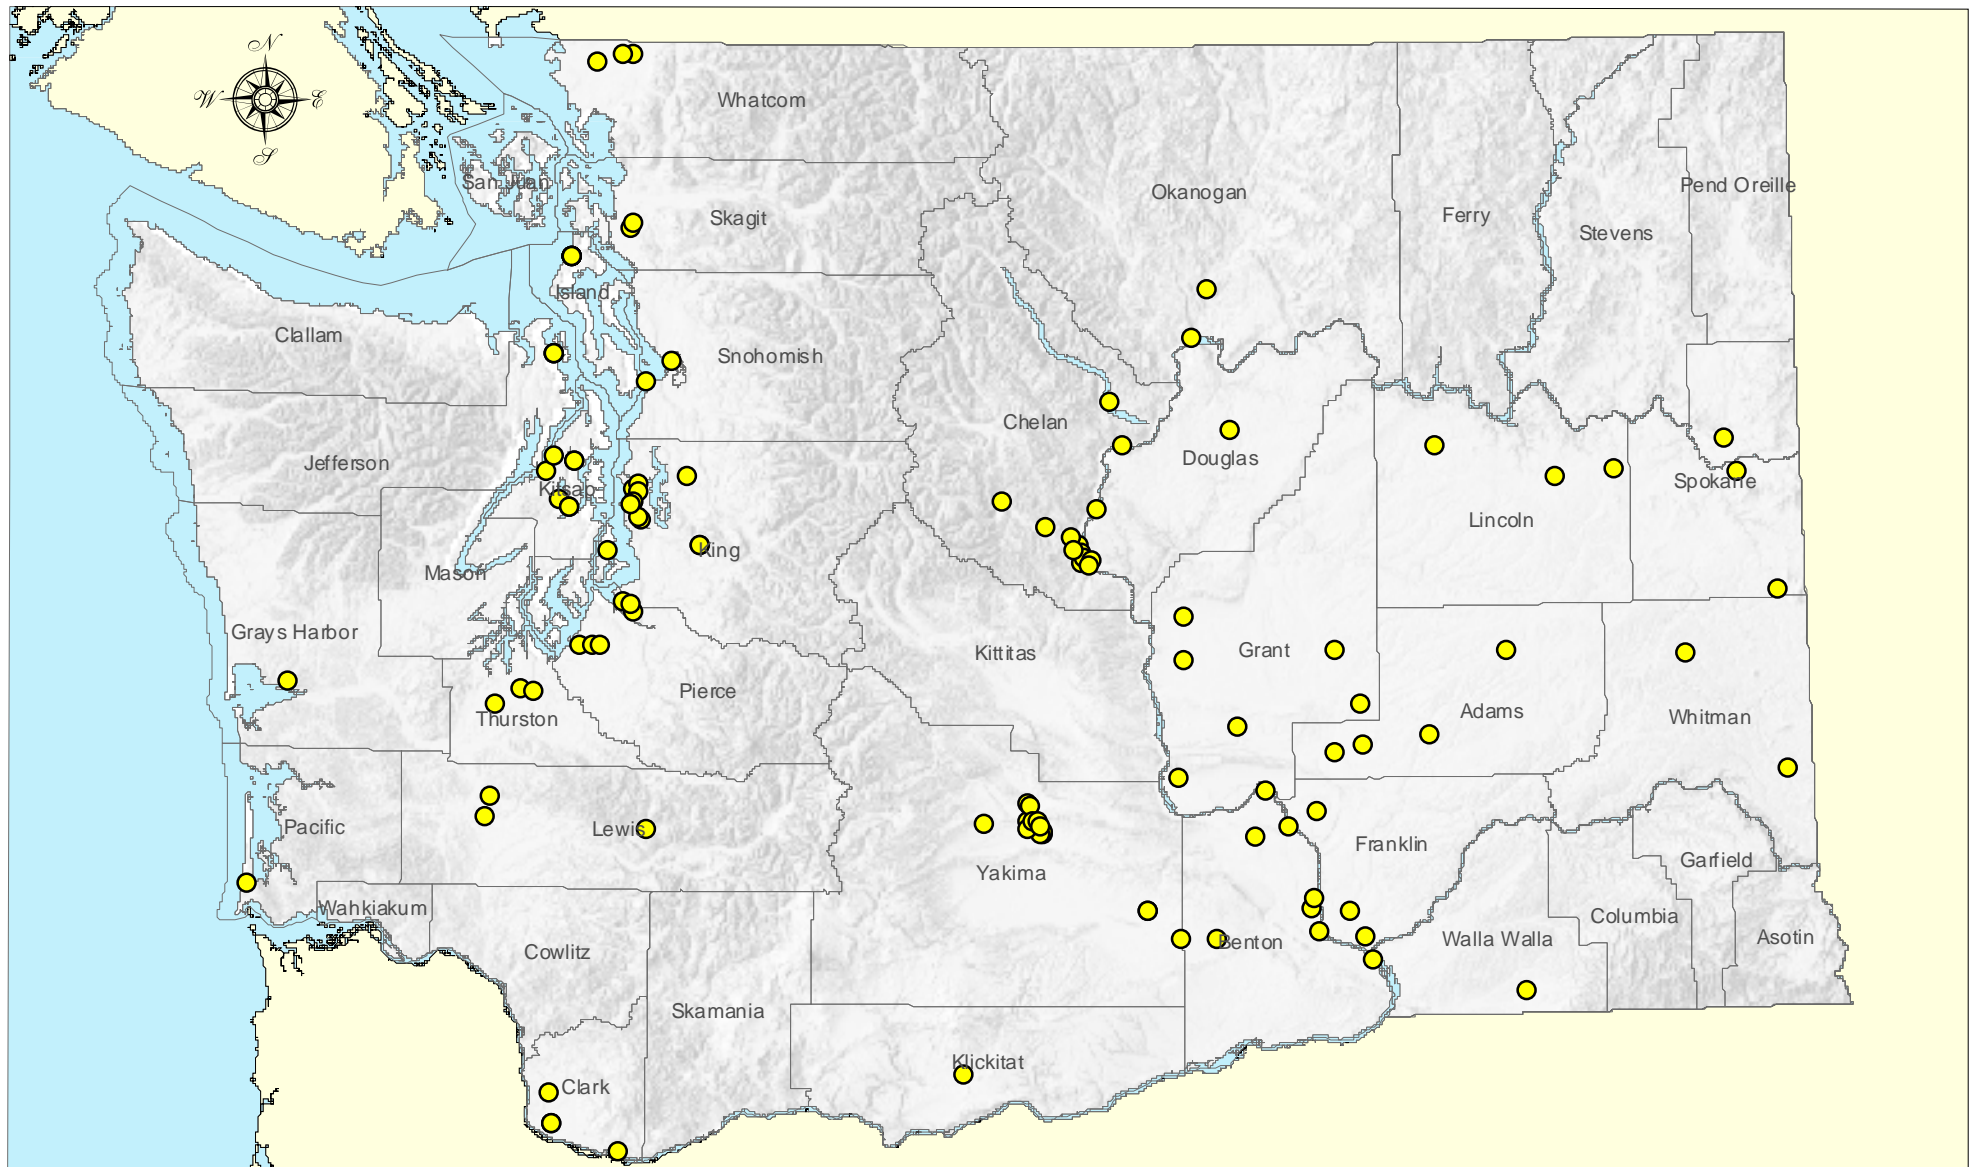 N
W E
S
Whatcom
San Juan
Okanogan
Pend Oreille
Skagit
Ferry
Stevens
Island
Clallam
Snohomish
Chelan
Douglas
Jefferson
Kitsap
Spokane
Lincoln
King
Mason
Grays Harbor
Kittitas
Grant
Pierce
Adams
Whitman
Thurston
Pacific
Lewis
Franklin
Garfield
Yakima
Wahkiakum
Columbia
Cowlitz
Benton
Walla Walla
Asotin
Skamania
Klickitat
Clark